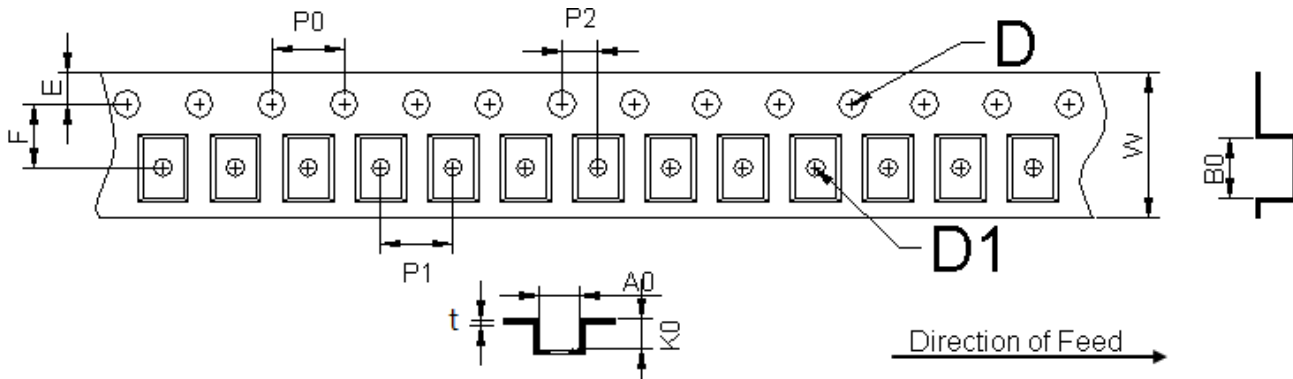 P0
P2
D
E
F
W
B0
P1
D1
A0
t
K0
Direction of Feed